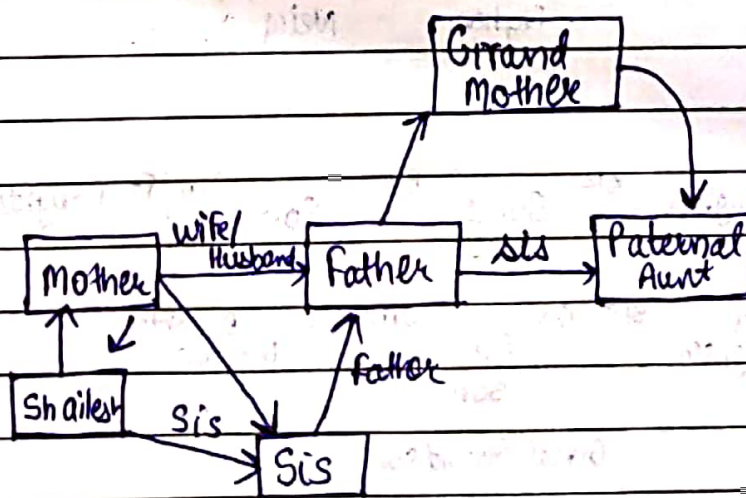 Grand
Mother
Wife/
Husband
Mother
Father
sis
Paternal
Aunt
Father
Shailesh
Sis
Sis